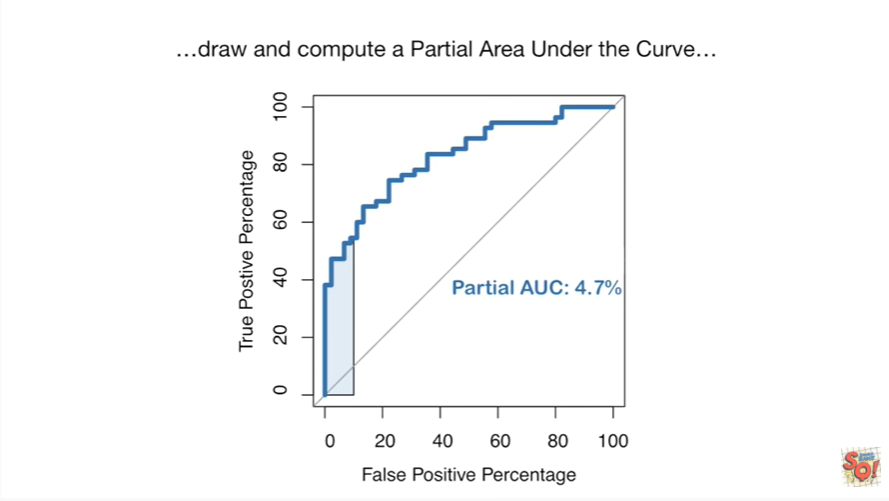 …draw and compute a Partial Area Under the Curve…
100
80
60
40
20
0
True Postive Percentage
Partial AUC: 4.7%
0 20 40 60 80 100
False Positive Percentage
SO!